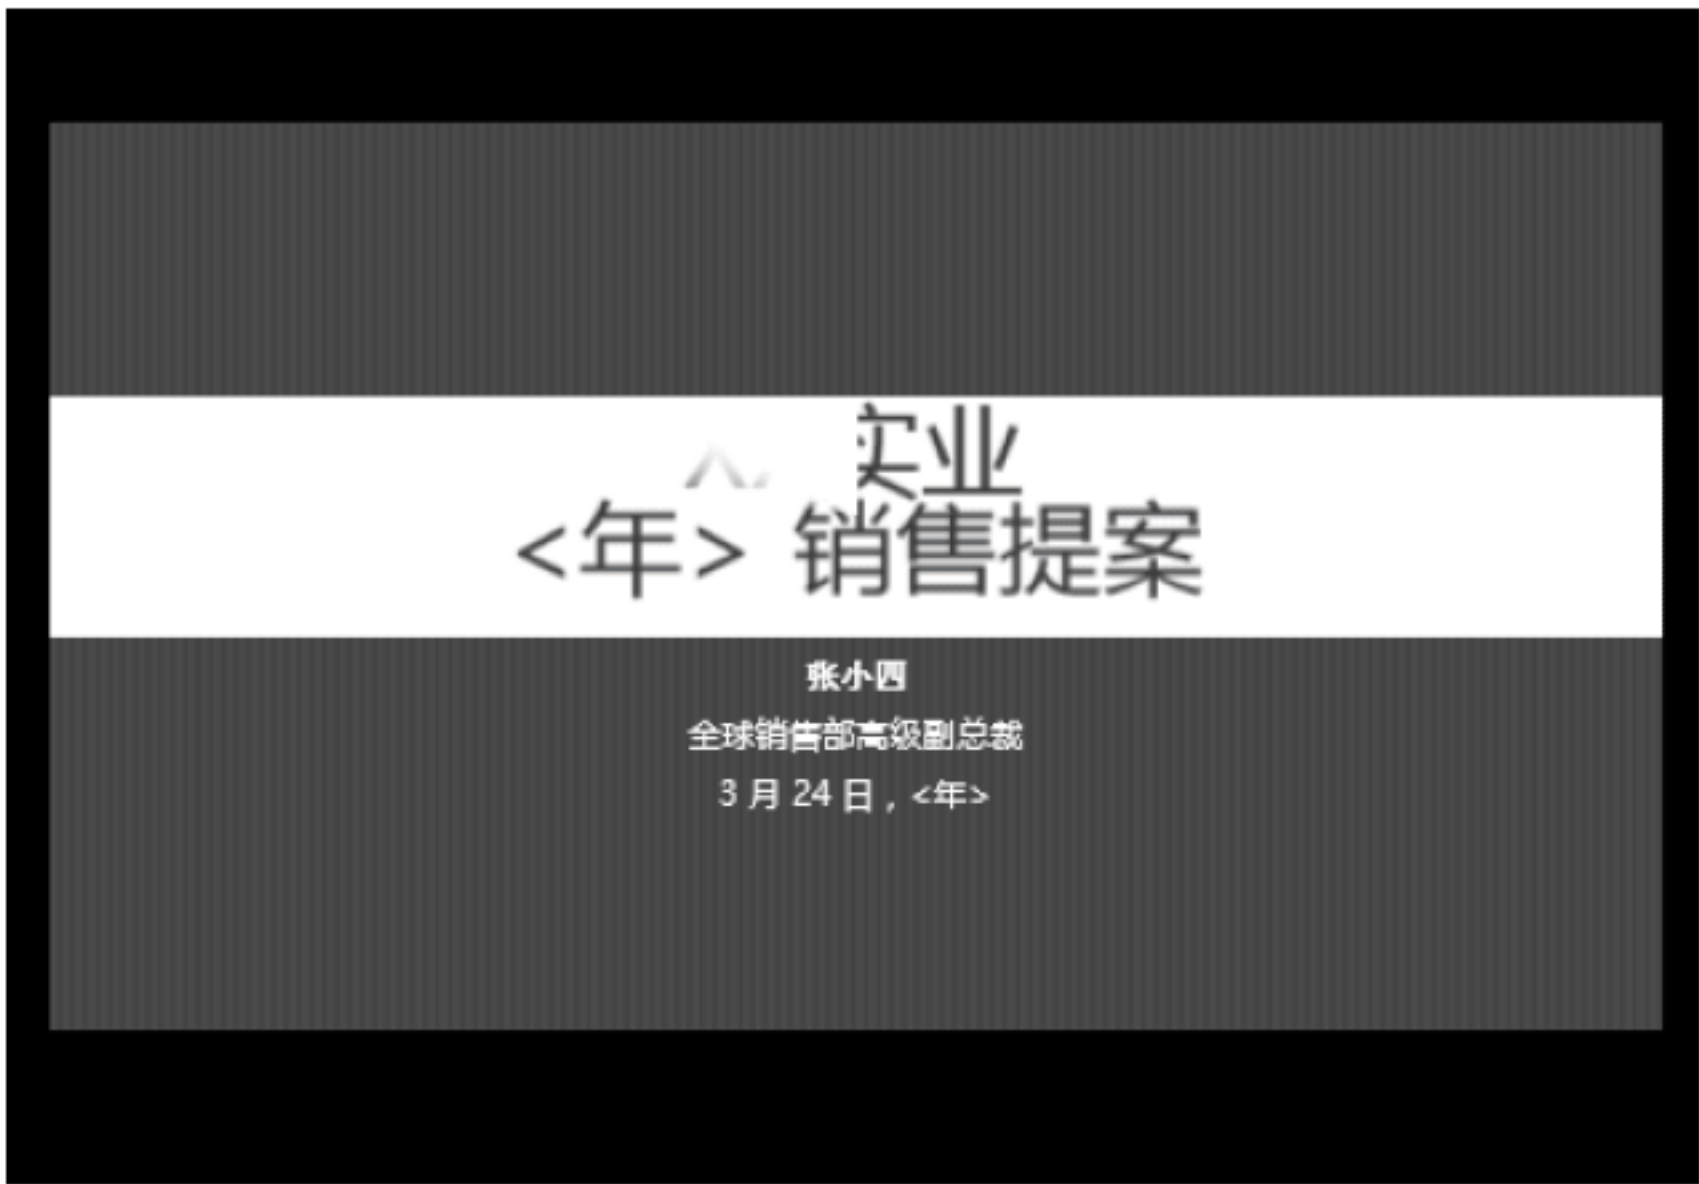 实业
<年> 销售提案
张小四
全球销售部高级副总裁
3 月 24 日，<年>